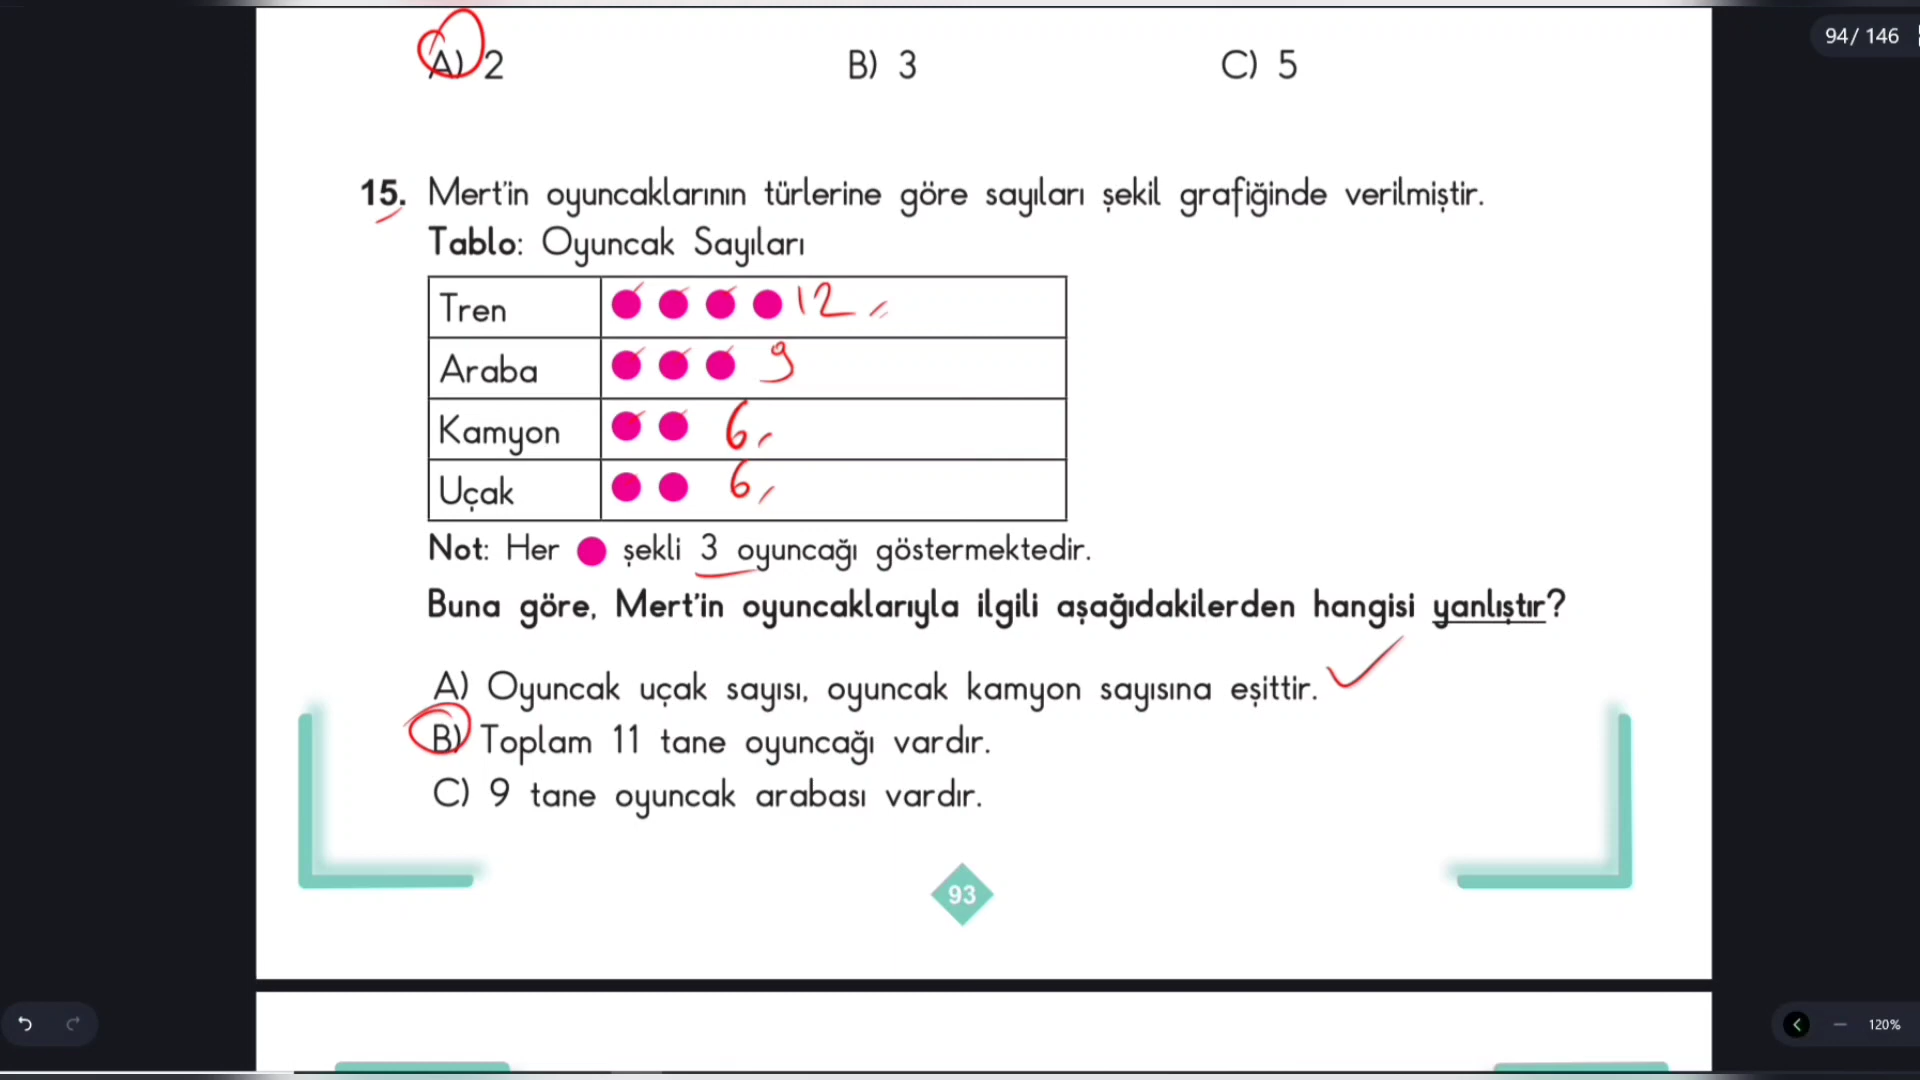 94/ 146
A) 2 B) 3 C) 5
15. Mert'in oyuncaklarının türlerine göre sayıları şekil grafiğinde verilmiştir.
Tablo: Oyuncak Sayıları
Tren 12
Araba 9
Kamyon 6
Uçak 6
Not: Her şekli 3 oyuncağı göstermektedir.
Buna göre, Mert'in oyuncaklarıyla ilgili aşağıdakilerden hangisi yanlıştır?
A) Oyuncak uçak sayısı, oyuncak kamyon sayısına eşittir.
B) Toplam 11 tane oyuncağı vardır.
C) 9 tane oyuncak arabası vardır.
93
120%